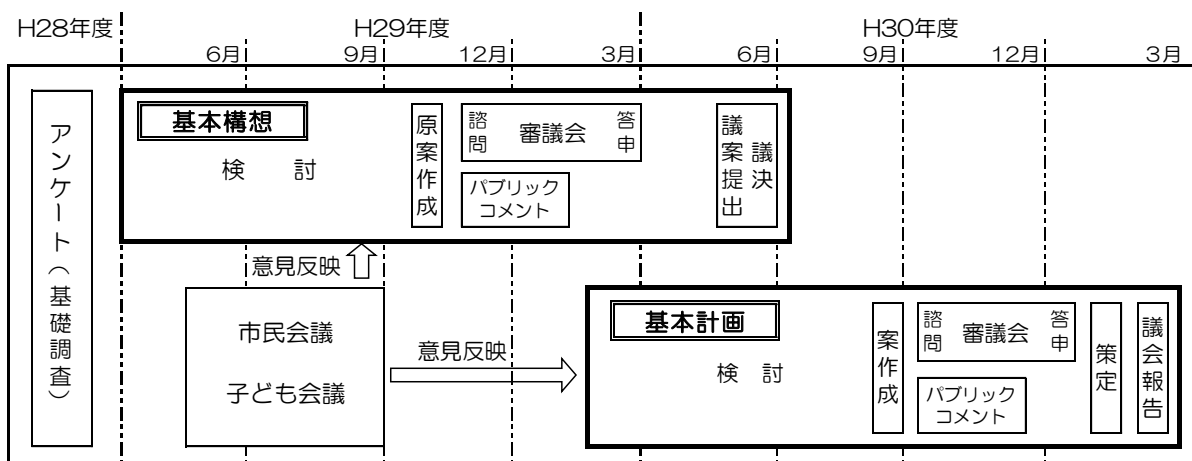 H28年度
H29年度
H30年度
6月
9月
12月
3月
6月
9月
12月
3月
アンケート（基礎調査）
基本構想
検 討
原案作成
諮問
審議会
答申
パブリック
コメント
議案提出
議決
意見反映
市民会議
子ども会議
意見反映
基本計画
検 討
案作成
諮問
審議会
答申
パブリック
コメント
策定
議会報告